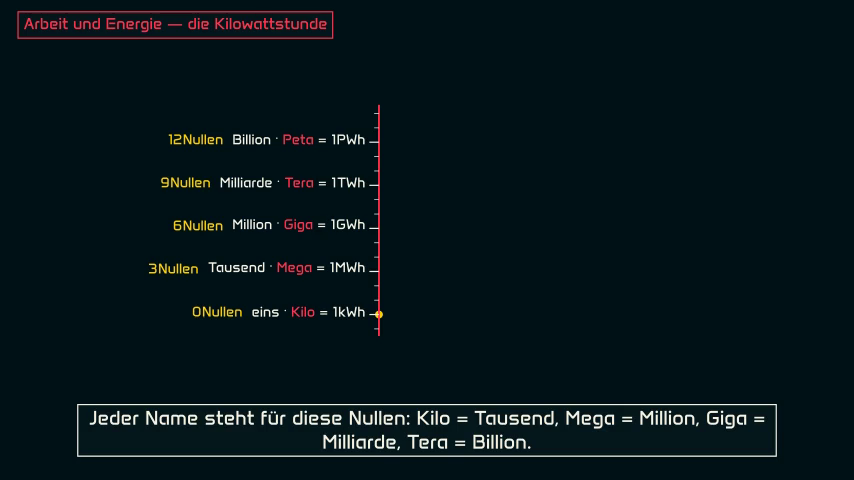 Arbeit und Energie — die Kilowattstunde
12Nullen Billion · Peta = 1PWh
9Nullen Milliarde · Tera = 1TWh
6Nullen Million · Giga = 1GWh
3Nullen Tausend · Mega = 1MWh
0Nullen eins · Kilo = 1kWh
Jeder Name steht für diese Nullen: Kilo = Tausend, Mega = Million, Giga =
Milliarde, Tera = Billion.